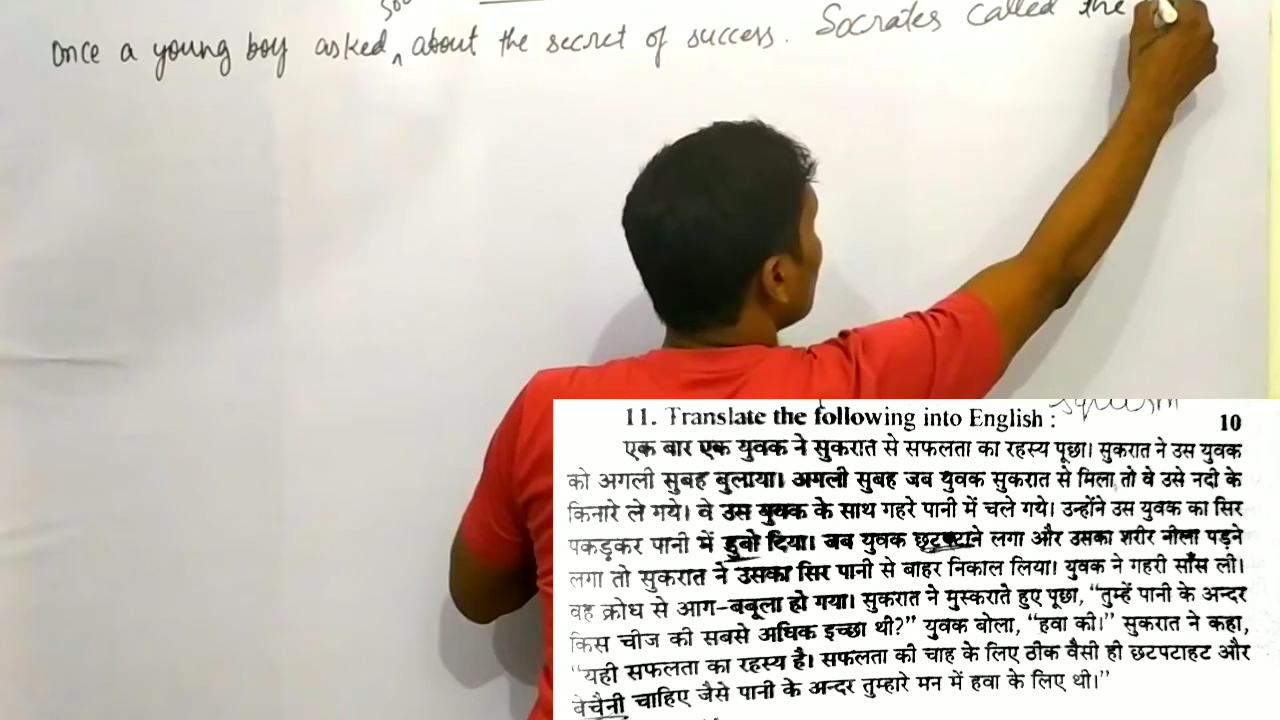 Once a young boy asked about the secret of success. Socrates called the
11. Translate the following into English : 10
एक बार एक युवक ने सुकरात से सफलता का रहस्य पूछा। सुकरात ने उस युवक
को अगली सुबह बुलाया। अगली सुबह जब युवक सुकरात से मिला तो वे उसे नदी के
किनारे ले गये। वे उस युवक के साथ गहरे पानी में चले गये। उन्होंने उस युवक का सिर
पकड़कर पानी में डुबो दिया। जब युवक छटपटाने लगा और उसका शरीर नीला पड़ने
लगा तो सुकरात ने उसका सिर पानी से बाहर निकाल लिया। युवक ने गहरी साँस ली।
वह क्रोध से आग-बबूला हो गया। सुकरात ने मुस्कराते हुए पूछा, “तुम्हें पानी के अन्दर
किस चीज की सबसे अधिक इच्छा थी?” युवक बोला, “हवा की।” सुकरात ने कहा,
“यही सफलता का रहस्य है। सफलता की चाह के लिए ठीक वैसी ही छटपटाहट और
बेचैनी चाहिए जैसे पानी के अन्दर तुम्हारे मन में हवा के लिए थी।”